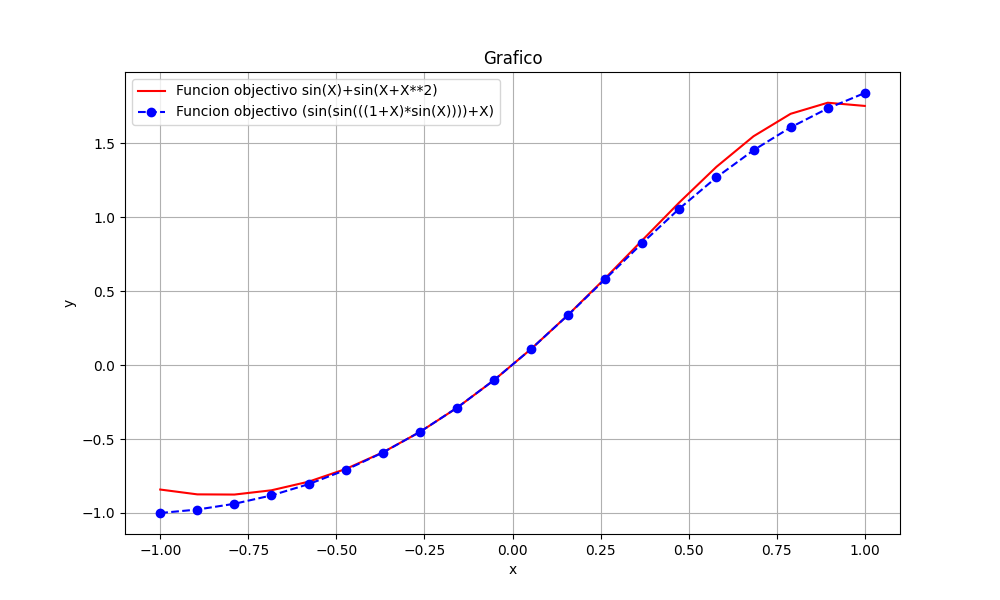 Grafico
Funcion objectivo sin(X)+sin(X+X**2)
Funcion objectivo (sin(sin(((1+X)*sin(X))))+X)
y
1.5
1.0
0.5
0.0
−0.5
−1.0
−1.00 −0.75 −0.50 −0.25 0.00 0.25 0.50 0.75 1.00
x